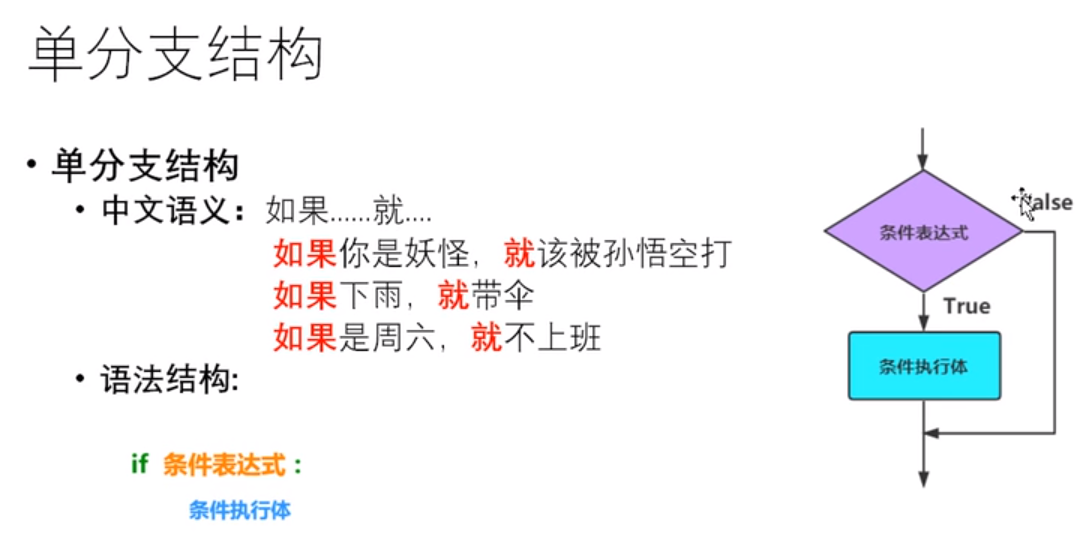 单分支结构
• 单分支结构
• 中文语义：如果......就....
如果你是妖怪，就该被孙悟空打
如果下雨，就带伞
如果是周六，就不上班
• 语法结构:
if 条件表达式：
条件执行体
条件表达式
alse
True
条件执行体